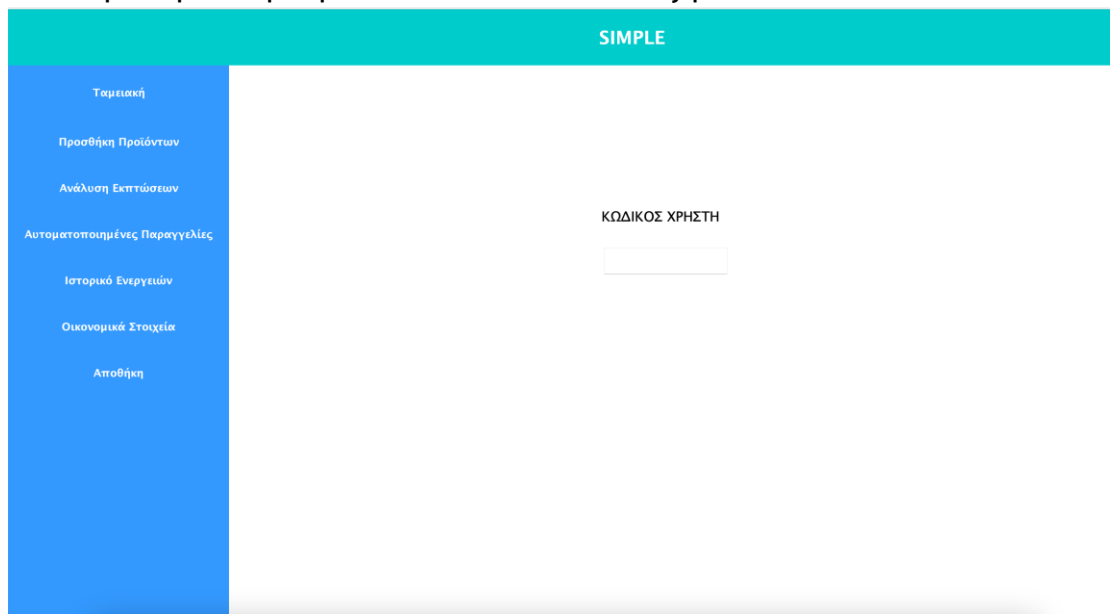 SIMPLE
Ταμειακή
Προσθήκη Προϊόντων
Ανάλυση Εκπτώσεων
Αυτοματοποιημένες Παραγγελίες
Ιστορικό Ενεργειών
Οικονομικά Στοιχεία
Αποθήκη
ΚΩΔΙΚΟΣ ΧΡΗΣΤΗ